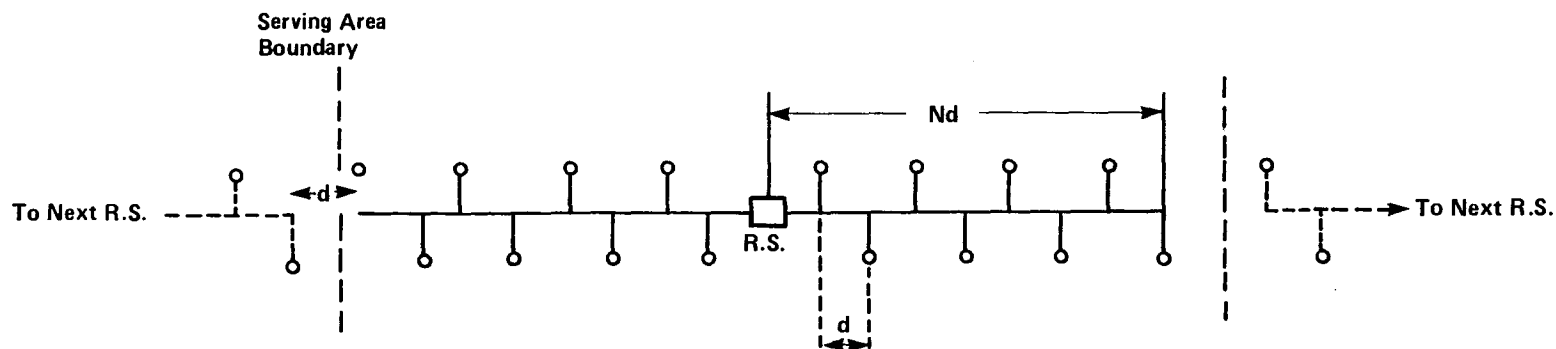 Serving Area
Boundary
Nd
d
To Next R.S.
R.S.
To Next R.S.
d